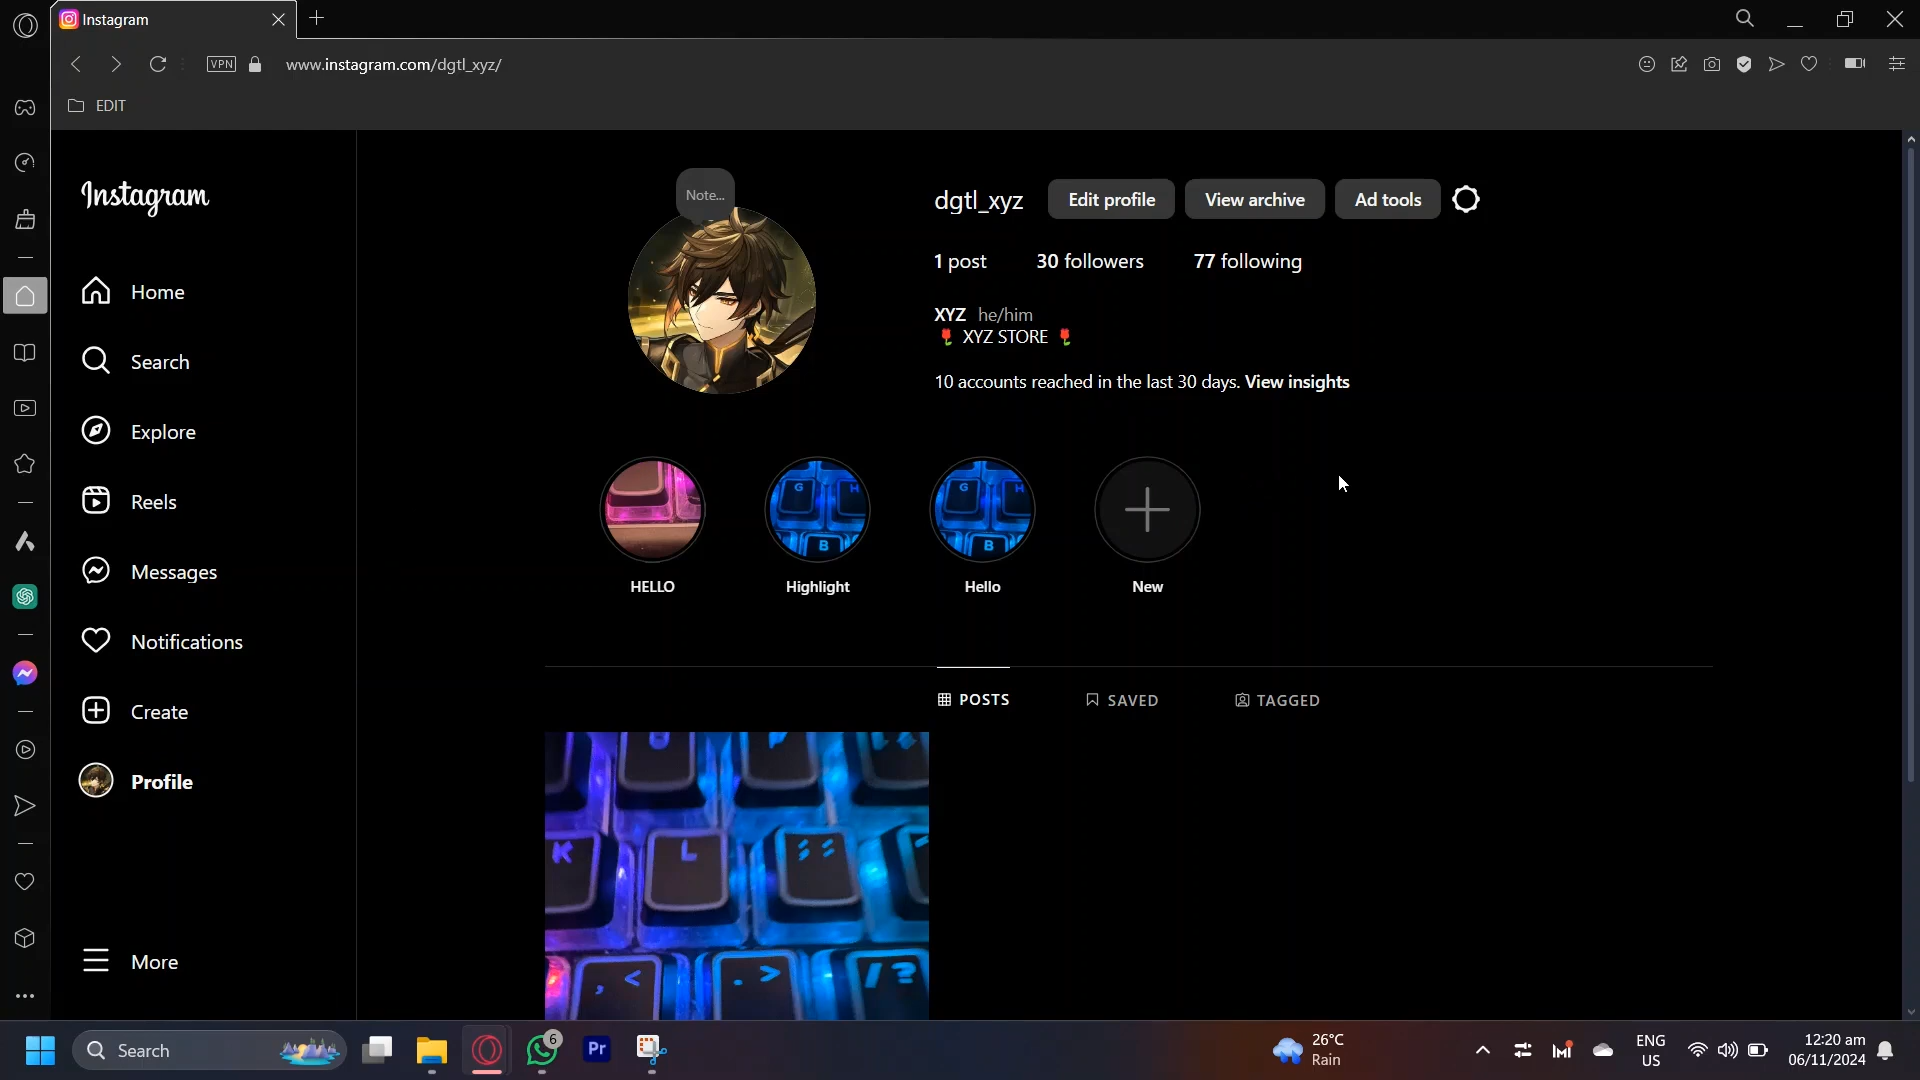 Instagram
VPN
www.instagram.com/dgtl_xyz/
EDIT
Instagram
Home
Search
Explore
Reels
Messages
Notifications
Create
Profile
More
Note...
dgtl_xyz Edit profile View archive Ad tools
1 post 30 followers 77 following
XYZ he/him
🌹 XYZ STORE 🌹
10 accounts reached in the last 30 days. View insights
G H
B
G H
B
HELLO Highlight Hello New
POSTS SAVED TAGGED
K L
, < . > / ?
Search
6
Pr
26°C
Rain
ENG
US
12:20 am
06/11/2024